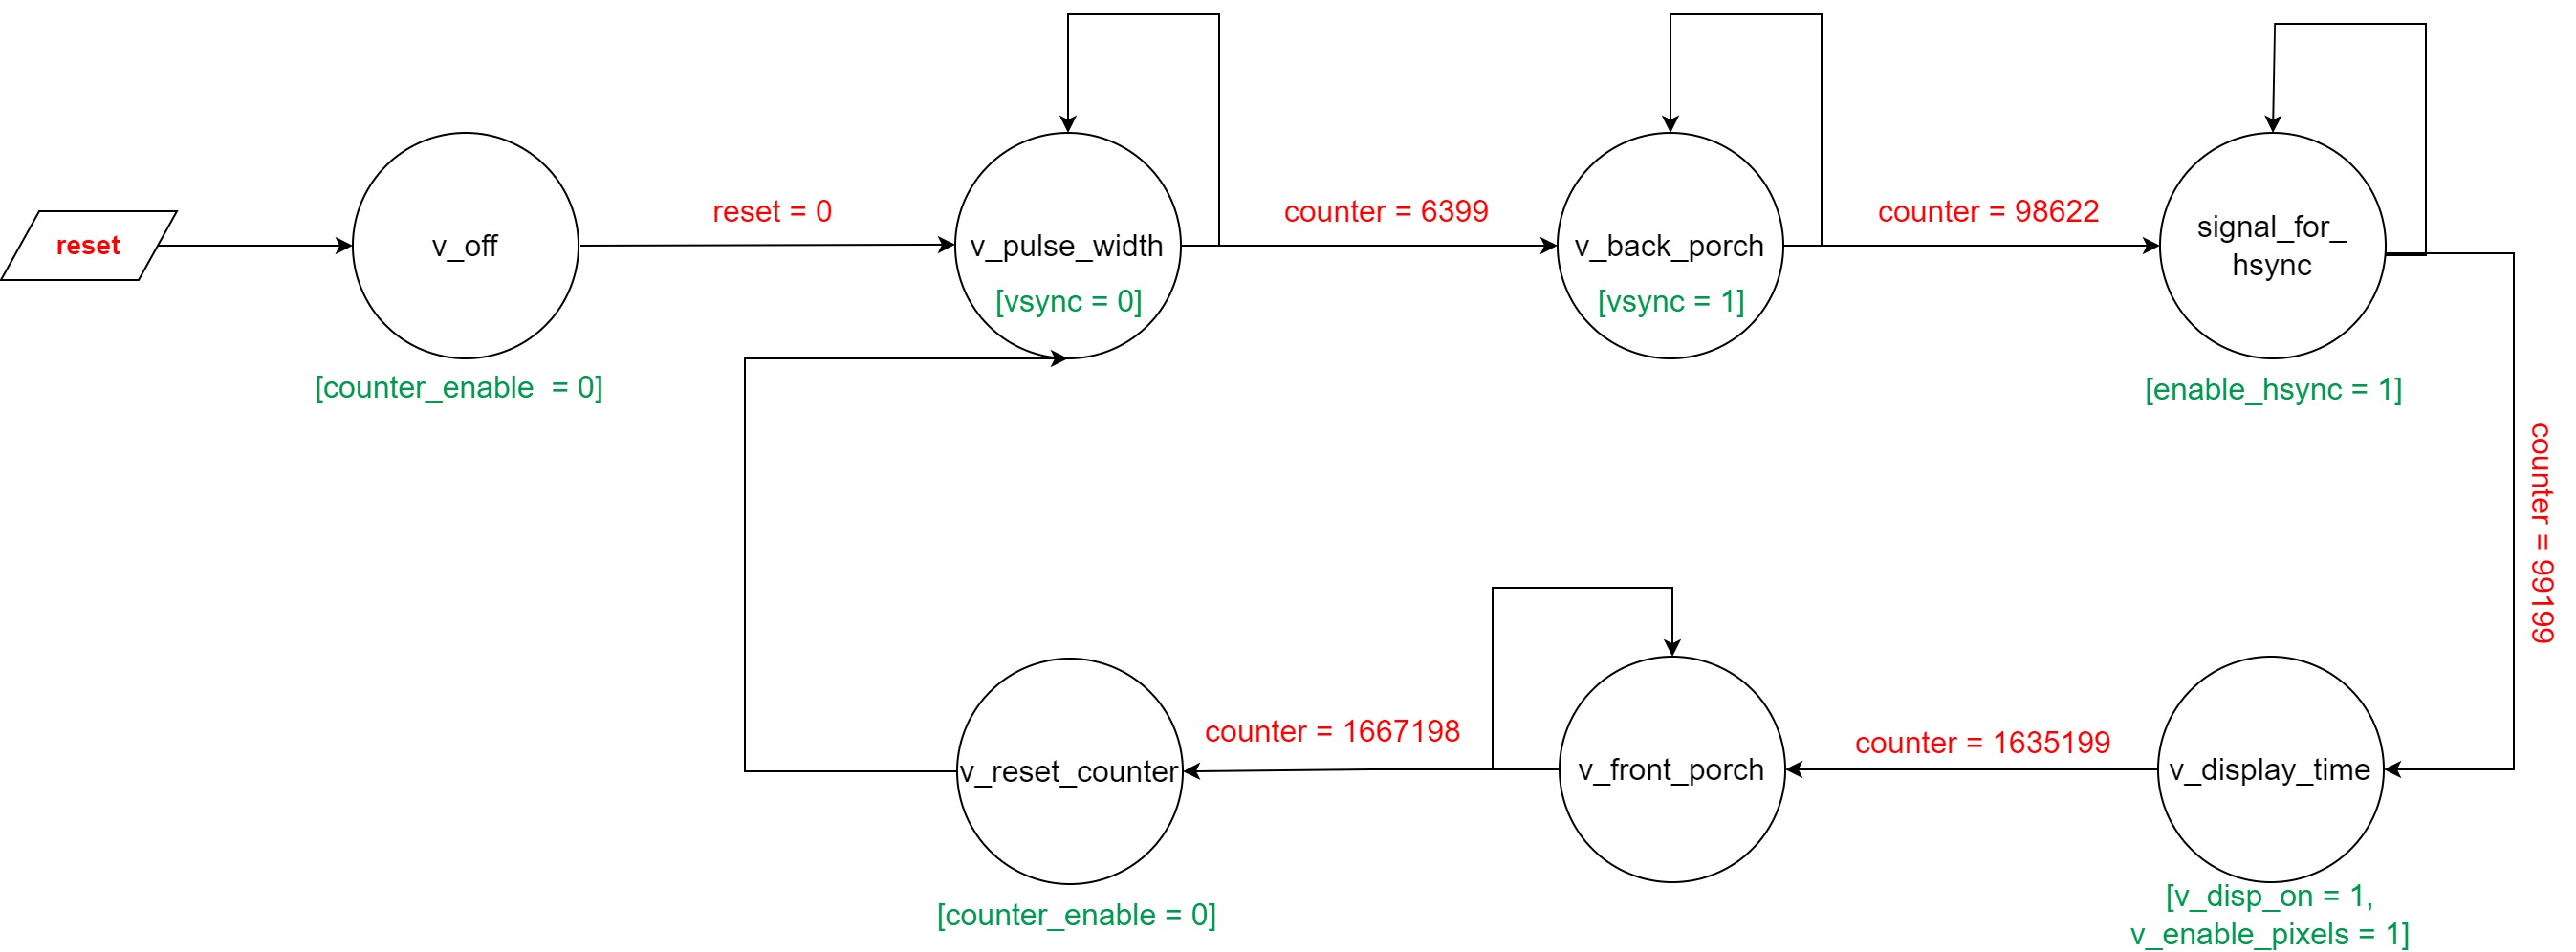 reset
v_off
[counter_enable  = 0]
reset = 0
v_pulse_width
[vsync = 0]
counter = 6399
v_back_porch
[vsync = 1]
counter = 98622
signal_for_
hsync
[enable_hsync = 1]
counter = 99199
v_display_time
[v_disp_on = 1,
v_enable_pixels = 1]
counter = 1635199
v_front_porch
counter = 1667198
v_reset_counter
[counter_enable = 0]